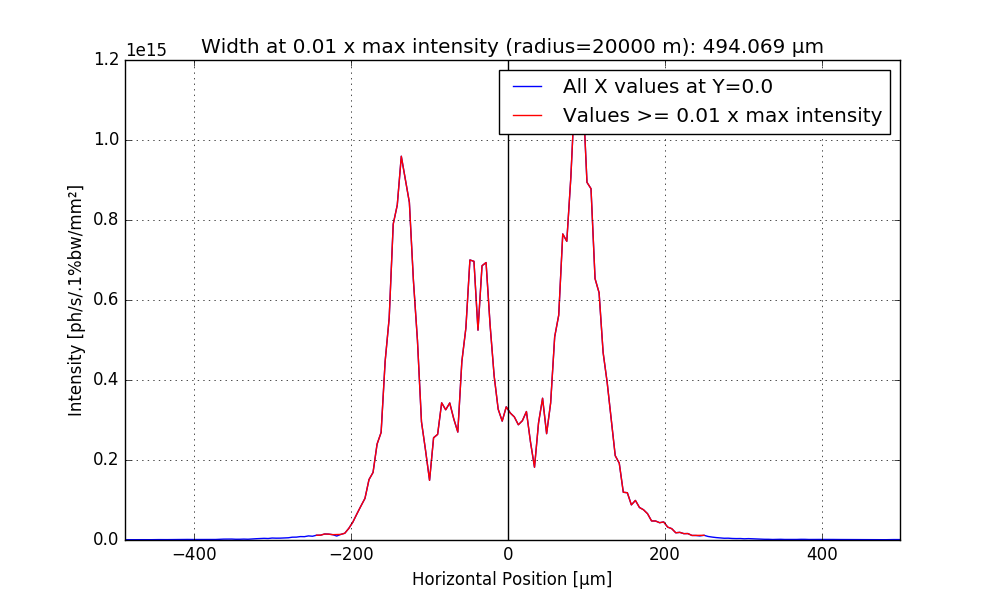 Width at 0.01 x max intensity (radius=20000 m): 494.069 µm
1e15
All X values at Y=0.0
Values >= 0.01 x max intensity
1.2
1.0
0.8
0.6
0.4
0.2
0.0
Intensity [ph/s/.1%bw/mm²]
−400
−200
0
200
400
Horizontal Position [µm]